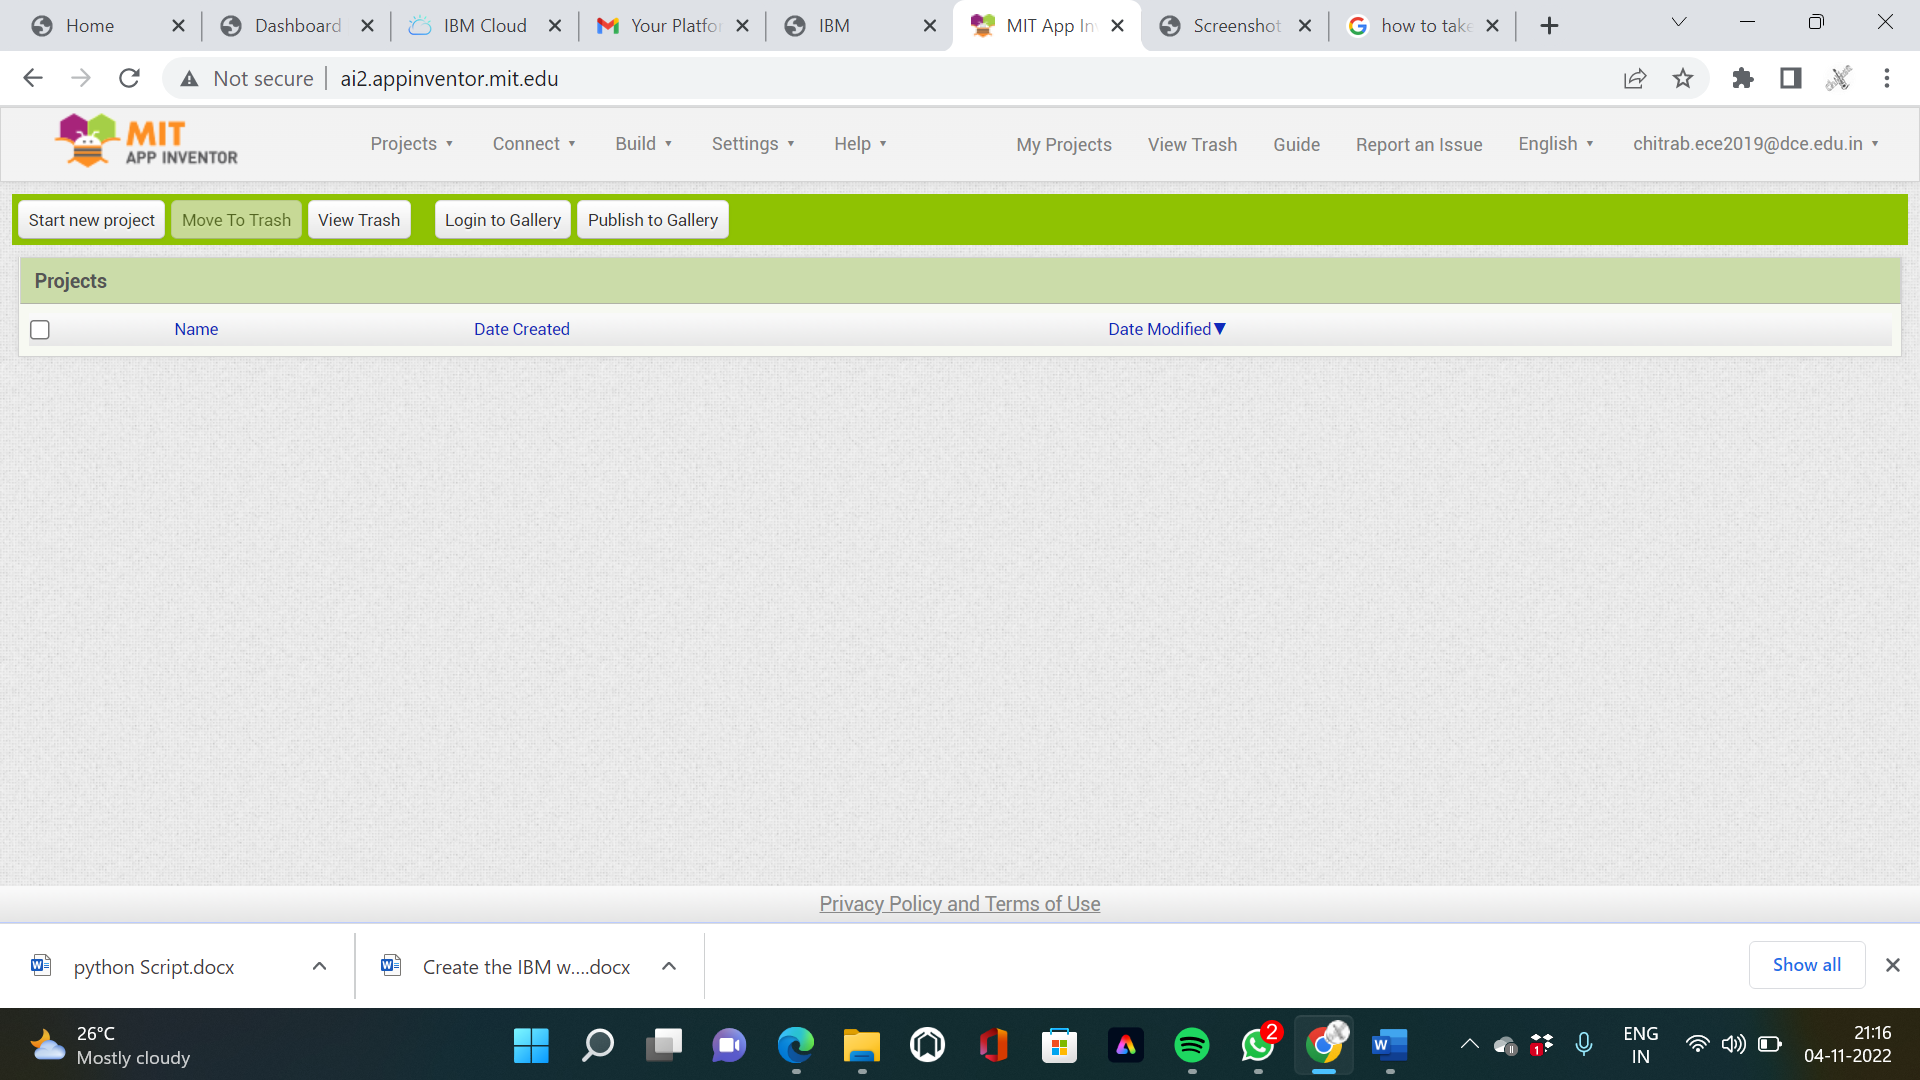 Home
Dashboard
IBM Cloud
Your Platfor
IBM
MIT App In
Screenshot
how to take
Not secure
ai2.appinventor.mit.edu
MIT
APP INVENTOR
Projects
Connect
Build
Settings
Help
My Projects
View Trash
Guide
Report an Issue
English
chitrab.ece2019@dce.edu.in
Start new project
Move To Trash
View Trash
Login to Gallery
Publish to Gallery
Projects
Name
Date Created
Date Modified▼
Privacy Policy and Terms of Use
python Script.docx
Create the IBM w....docx
Show all
26°C
Mostly cloudy
2
1
ENG
IN
21:16
04-11-2022